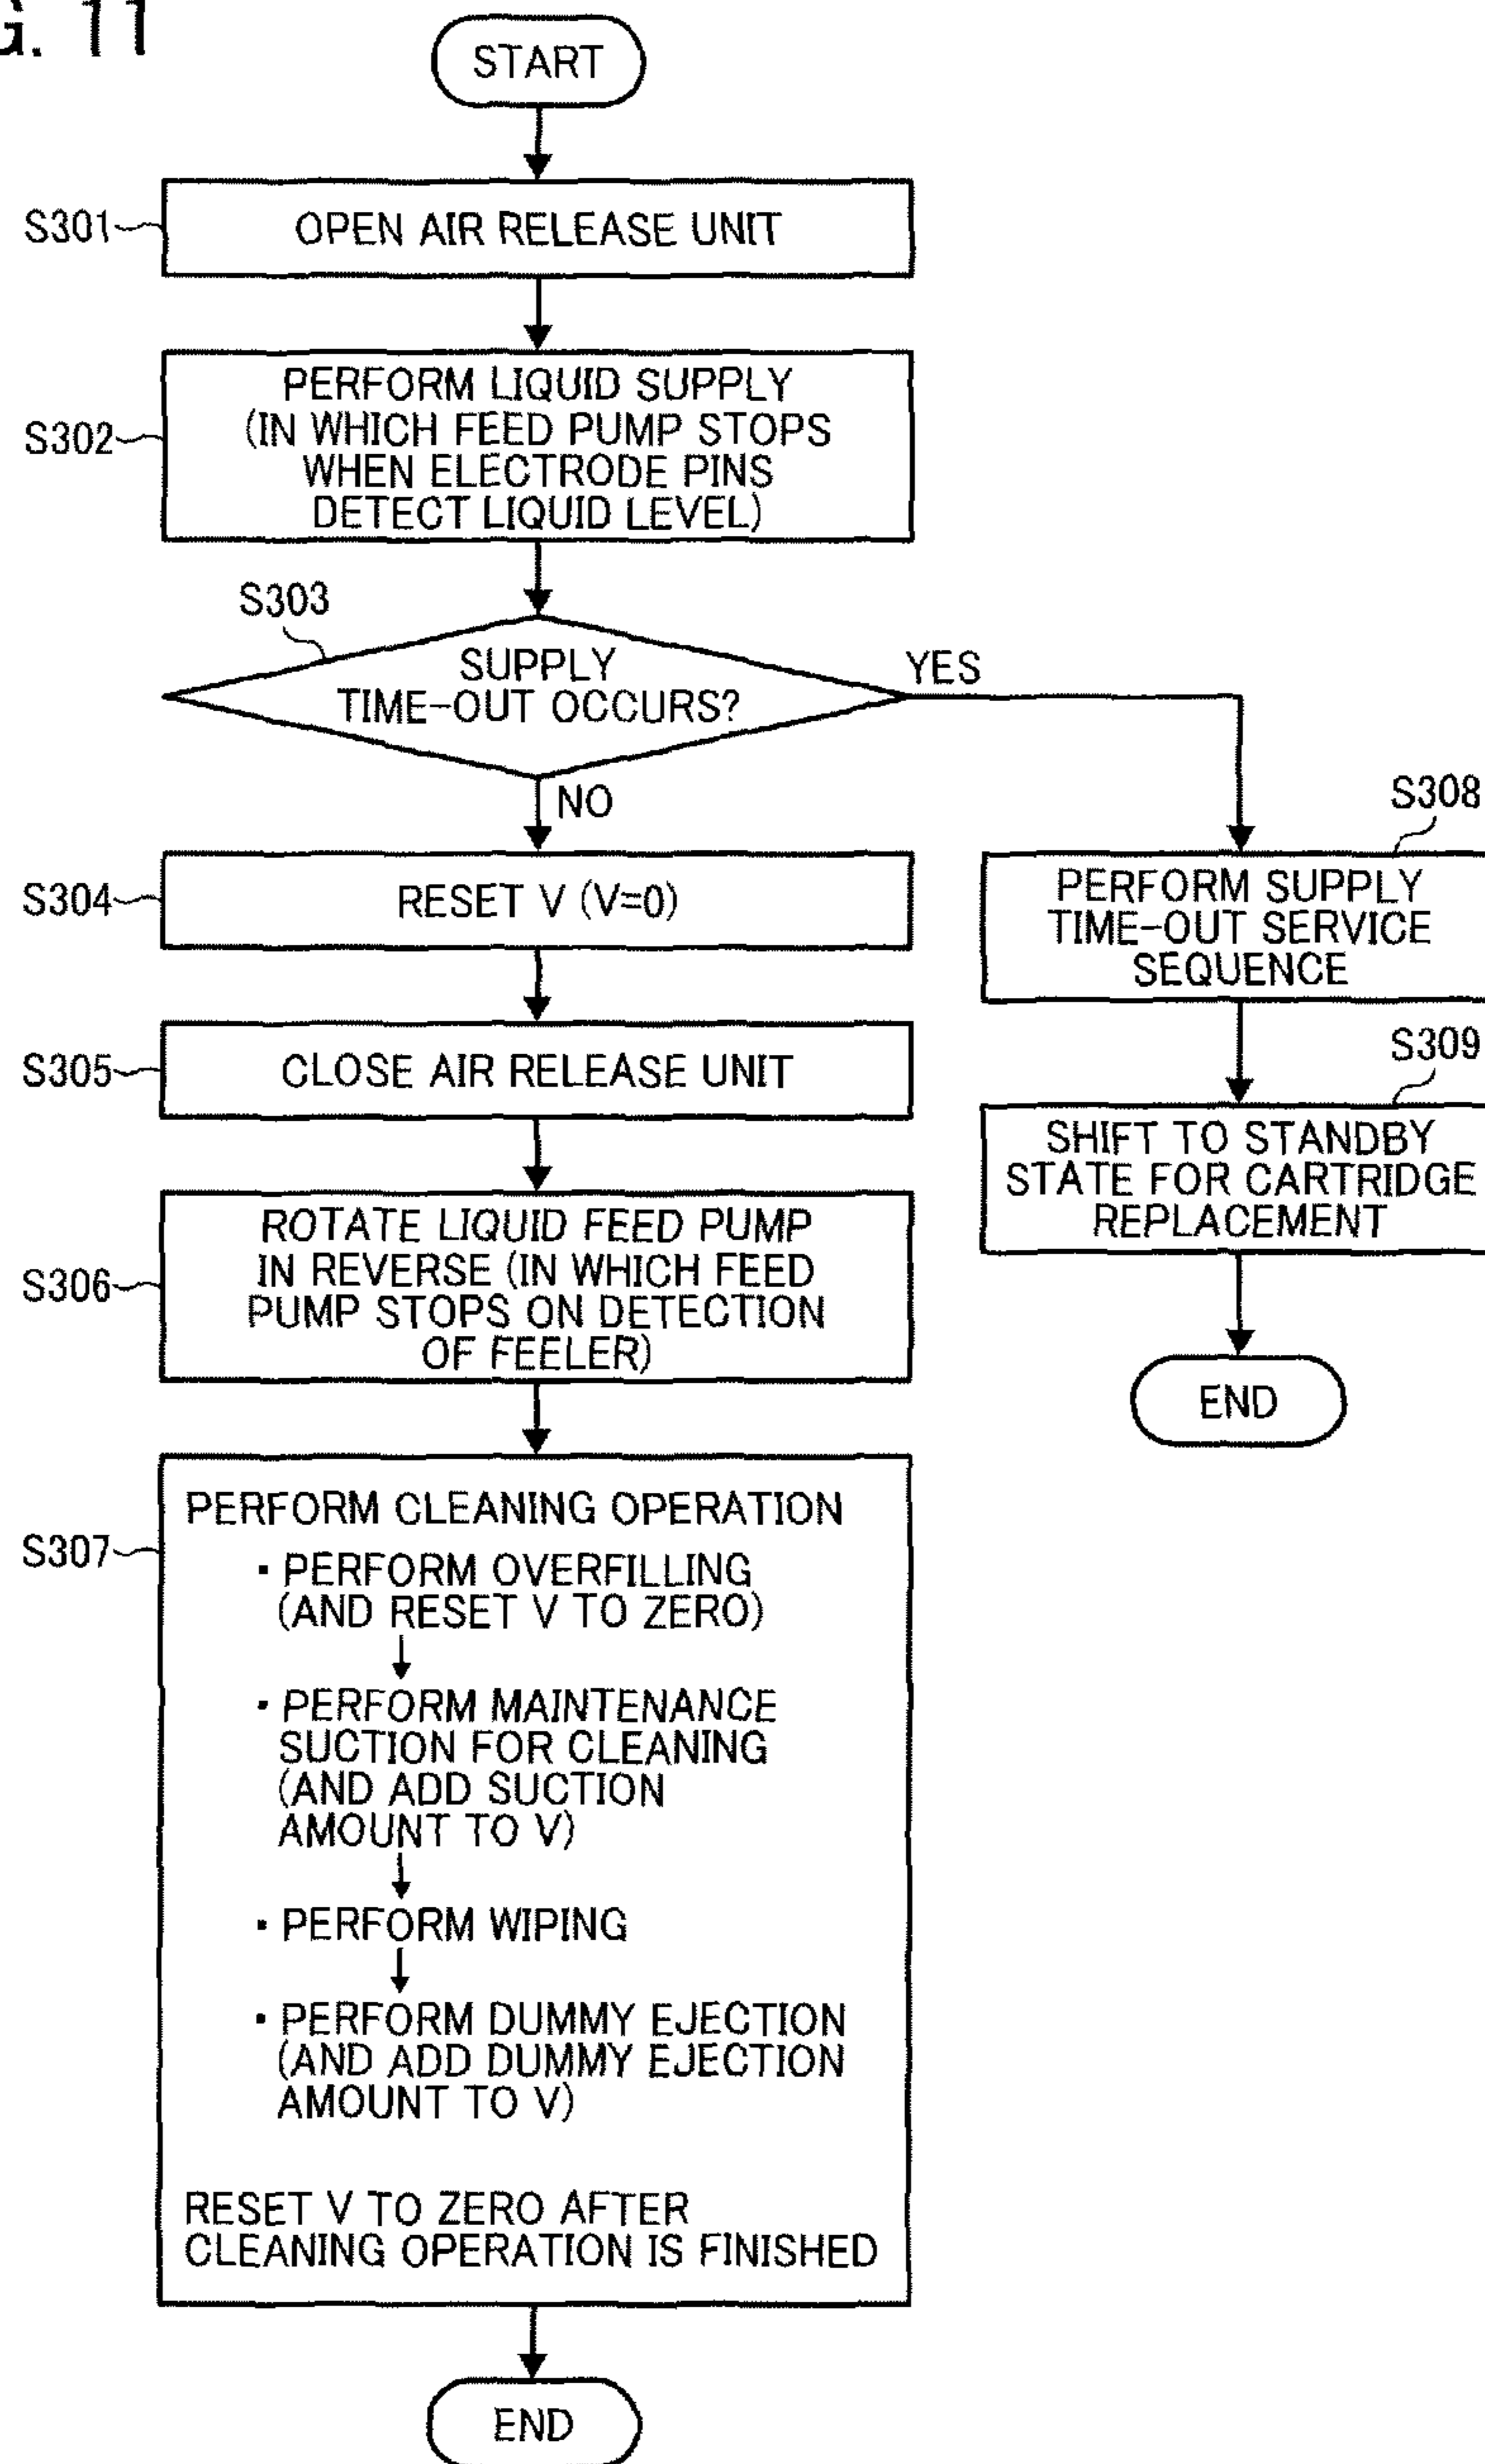 G. 11
START
S301
OPEN AIR RELEASE UNIT
S302
PERFORM LIQUID SUPPLY
(IN WHICH FEED PUMP STOPS
WHEN ELECTRODE PINS
DETECT LIQUID LEVEL)
S303
SUPPLY
TIME-OUT OCCURS?
YES
NO
S304
RESET V (V=0)
S305
CLOSE AIR RELEASE UNIT
S306
ROTATE LIQUID FEED PUMP
IN REVERSE (IN WHICH FEED
PUMP STOPS ON DETECTION
OF FEELER)
S307
PERFORM CLEANING OPERATION
・PERFORM OVERFILLING
(AND RESET V TO ZERO)
・PERFORM MAINTENANCE
SUCTION FOR CLEANING
(AND ADD SUCTION
AMOUNT TO V)
・PERFORM WIPING
・PERFORM DUMMY EJECTION
(AND ADD DUMMY EJECTION
AMOUNT TO V)
RESET V TO ZERO AFTER
CLEANING OPERATION IS FINISHED
END
S308
PERFORM SUPPLY
TIME-OUT SERVICE
SEQUENCE
S309
SHIFT TO STANDBY
STATE FOR CARTRIDGE
REPLACEMENT
END